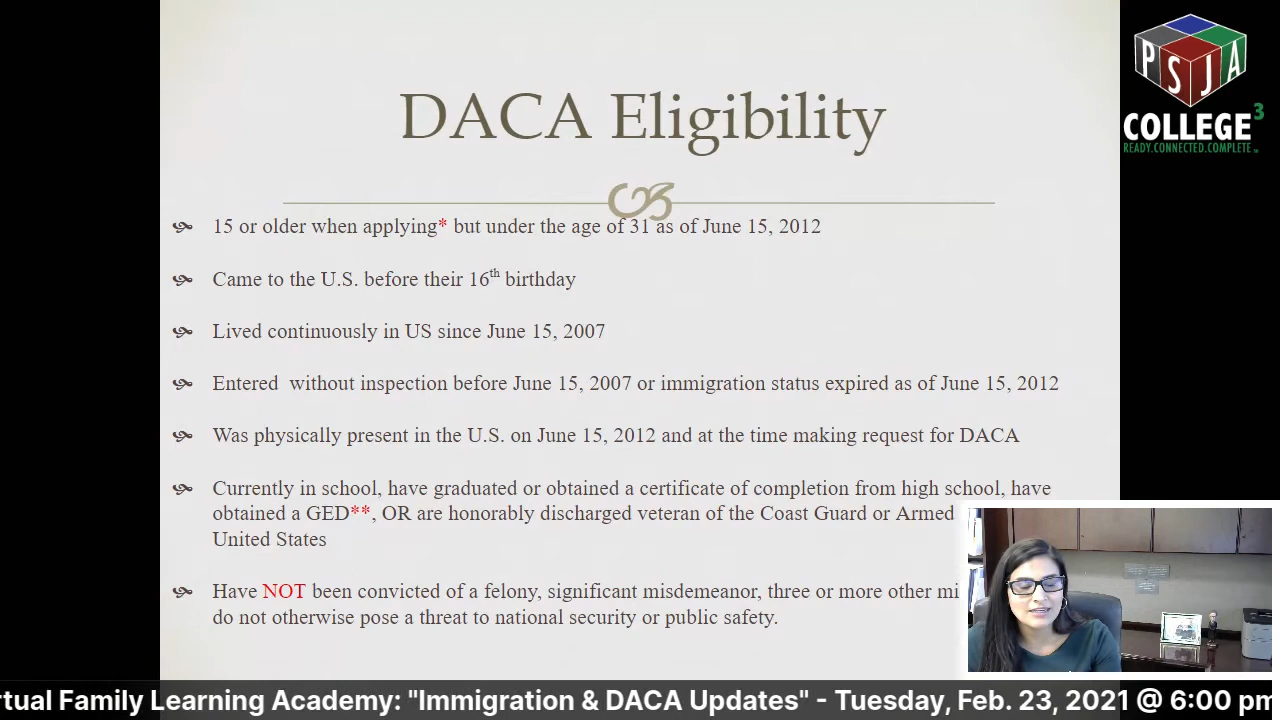 DACA Eligibility
15 or older when applying* but under the age of 31 as of June 15, 2012
Came to the U.S. before their 16th birthday
Lived continuously in US since June 15, 2007
Entered without inspection before June 15, 2007 or immigration status expired as of June 15, 2012
Was physically present in the U.S. on June 15, 2012 and at the time making request for DACA
Currently in school, have graduated or obtained a certificate of completion from high school, have
obtained a GED**, OR are honorably discharged veteran of the Coast Guard or Armed
United States
Have NOT been convicted of a felony, significant misdemeanor, three or more other mi
do not otherwise pose a threat to national security or public safety.
PSJA
COLLEGE3
READY.CONNECTED.COMPLETE
rtual Family Learning Academy: "Immigration & DACA Updates" - Tuesday, Feb. 23, 2021 @ 6:00 pm